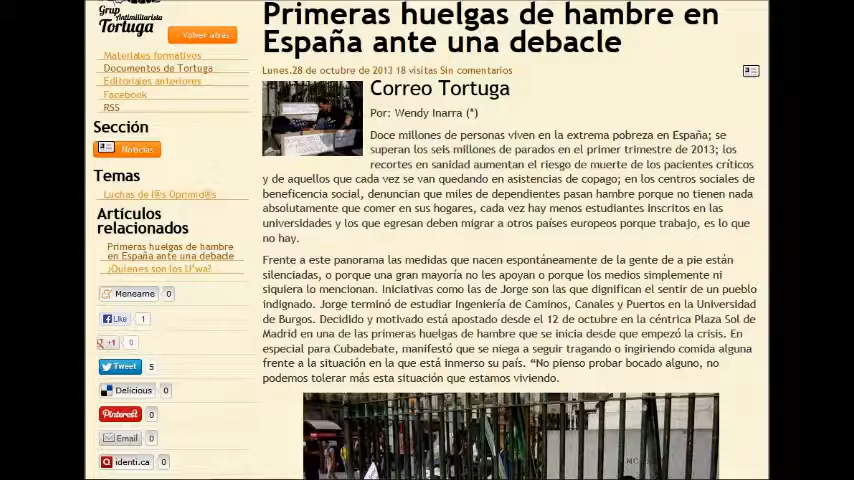 Grup
Antimilitarista
Tortuga
Volver atrás
Materiales formativos
Documentos de Tortuga
Editoriales anteriores
Facebook
RSS
Sección
Noticias
Temas
Luchas de l@s Oprimid@s
Artículos
relacionados
Primeras huelgas de hambre
en España ante una debacle
¿Quienes son los U'wa?
Meneame 0
Like 1
+1 0
Tweet 5
Delicious 0
Pinterest 0
Email 0
identi.ca 0
Primeras huelgas de hambre en
España ante una debacle
Lunes.28 de octubre de 2013 18 visitas Sin comentarios
Correo Tortuga
Por: Wendy Inarra (*)
Doce millones de personas viven en la extrema pobreza en España; se
superan los seis millones de parados en el primer trimestre de 2013; los
recortes en sanidad aumentan el riesgo de muerte de los pacientes críticos
y de aquellos que cada vez se van quedando en asistencias de copago; en los centros sociales de
beneficencia social, denuncian que miles de dependientes pasan hambre porque no tienen nada
absolutamente que comer en sus hogares, cada vez hay menos estudiantes inscritos en las
universidades y los que egresan deben migrar a otros países europeos porque trabajo, es lo que
no hay.
Frente a este panorama las medidas que nacen espontáneamente de la gente de a pie están
silenciadas, o porque una gran mayoría no les apoyan o porque los medios simplemente ni
siquiera lo mencionan. Iniciativas como las de Jorge son las que dignifican el sentir de un pueblo
indignado. Jorge terminó de estudiar Ingeniería de Caminos, Canales y Puertos en la Universidad
de Burgos. Decidido y motivado está apostado desde el 12 de octubre en la céntrica Plaza Sol de
Madrid en una de las primeras huelgas de hambre que se inicia desde que empezó la crisis. En
especial para Cubadebate, manifestó que se niega a seguir tragando o ingiriendo comida alguna
frente a la situación en la que está inmerso su país. “No pienso probar bocado alguno, no
podemos tolerar más esta situación que estamos viviendo.